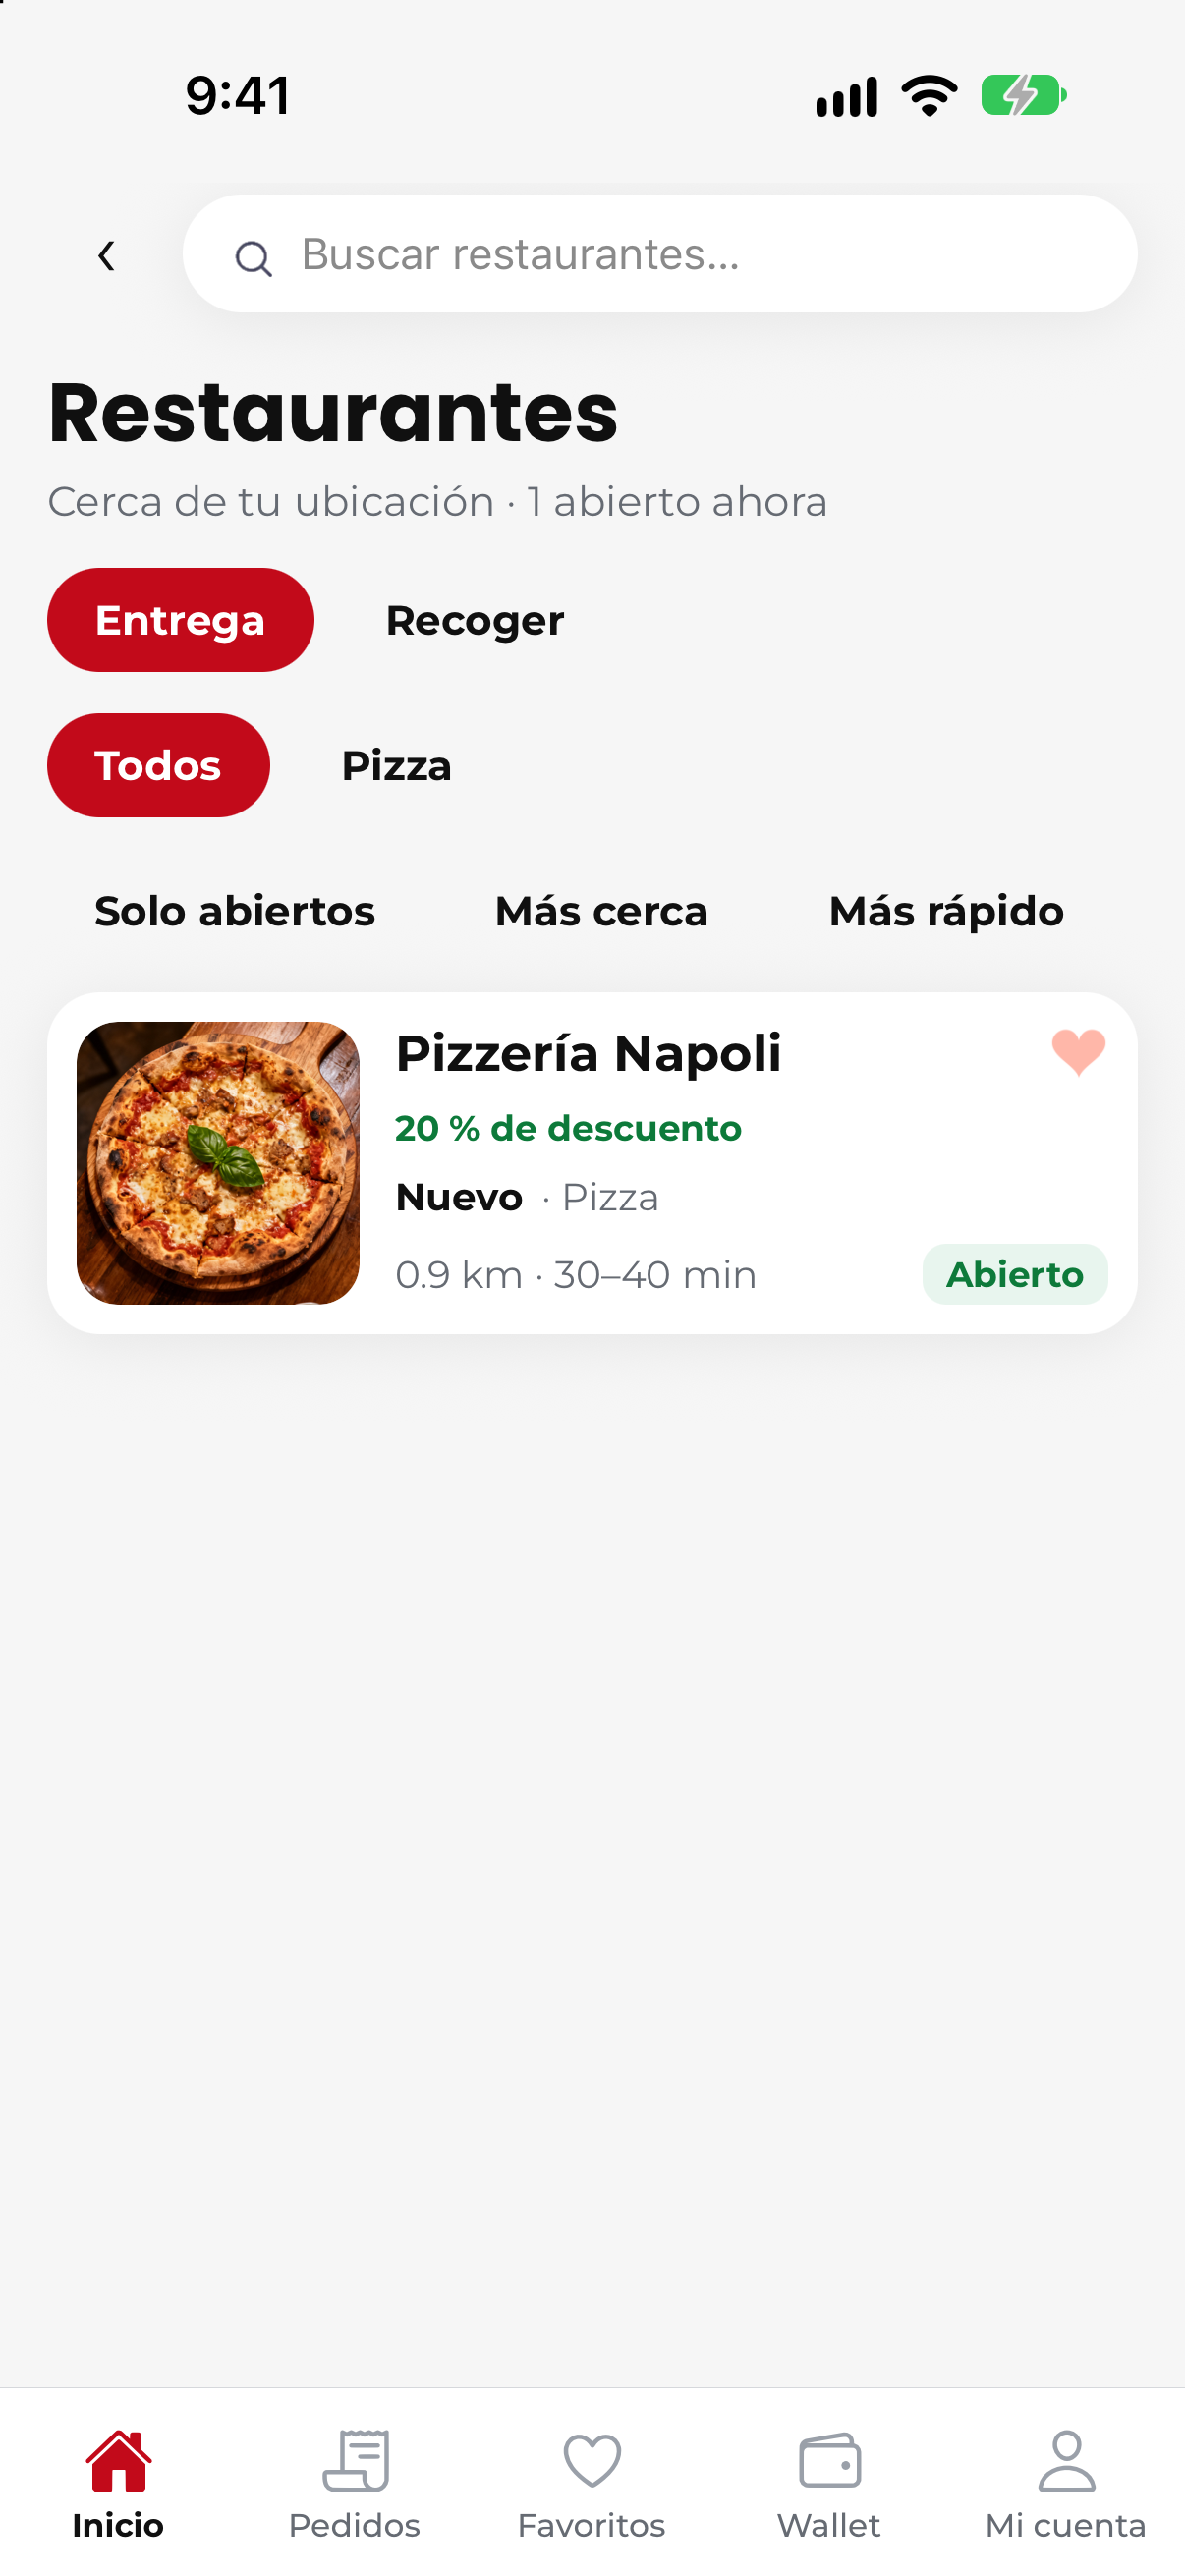 9:41
Buscar restaurantes...
Restaurantes
Cerca de tu ubicación · 1 abierto ahora
Entrega
Recoger
Todos
Pizza
Solo abiertos
Más cerca
Más rápido
Pizzería Napoli
20 % de descuento
Nuevo · Pizza
0.9 km · 30–40 min
Abierto
Inicio
Pedidos
Favoritos
Wallet
Mi cuenta